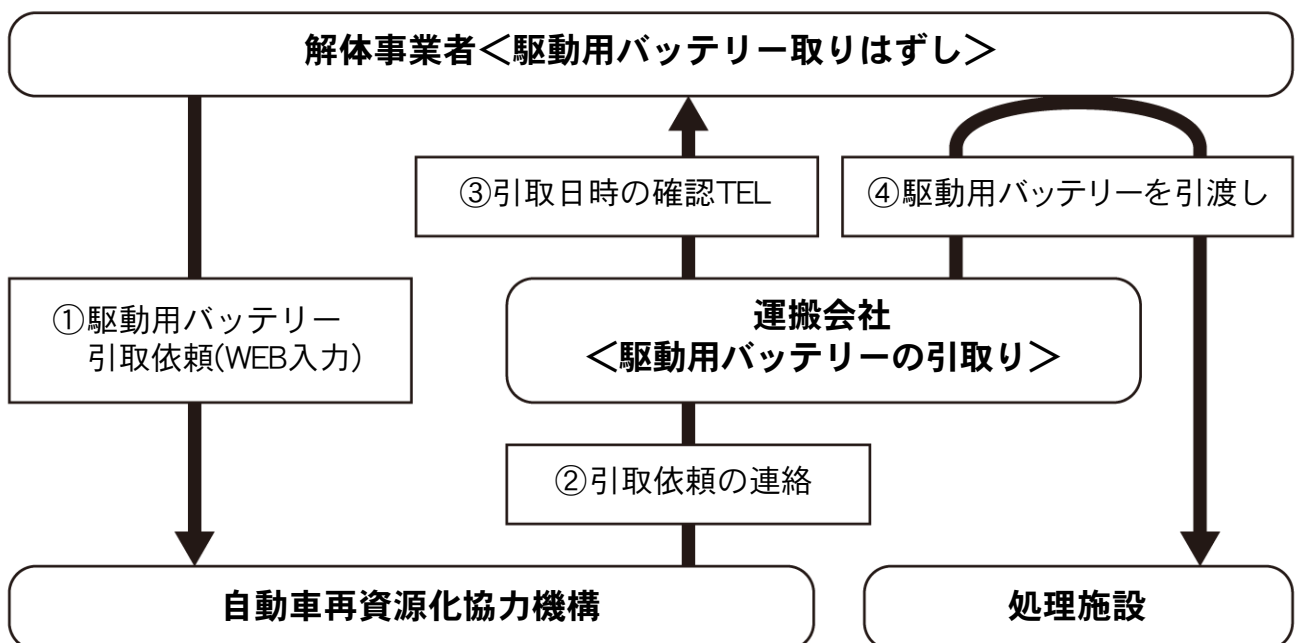 解体事業者＜駆動用バッテリー取りはずし＞
③引取日時の確認TEL
④駆動用バッテリーを引渡し
①駆動用バッテリー
引取依頼(WEB入力)
運搬会社
＜駆動用バッテリーの引取り＞
②引取依頼の連絡
自動車再資源化協力機構
処理施設